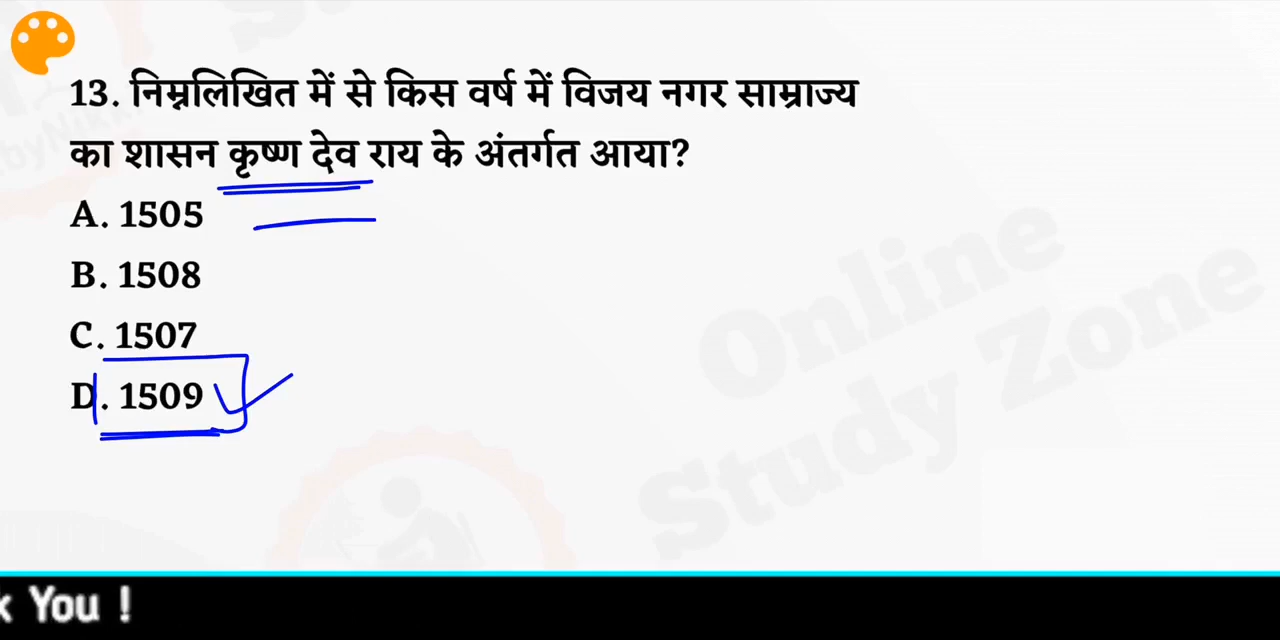 13. निम्नलिखित में से किस वर्ष में विजय नगर साम्राज्य
का शासन कृष्ण देव राय के अंतर्गत आया?
A. 1505
B. 1508
C. 1507
D. 1509
Online
Study Zone
You !